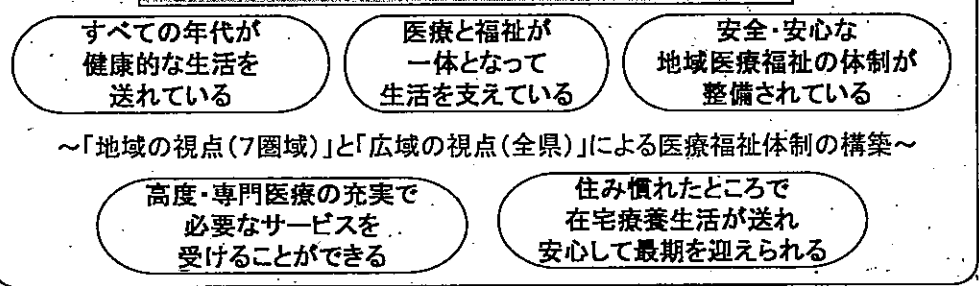 すべての年代が
健康的な生活を
送れている
医療と福祉が
一体となって
生活を支えている
安全・安心な
地域医療福祉の体制が
整備されている
～「地域の視点(7圏域)」と「広域の視点(全県)」による医療福祉体制の構築～
高度・専門医療の充実で
必要なサービスを
受けることができる
住み慣れたところで
在宅療養生活が送れ
安心して最期を迎えられる